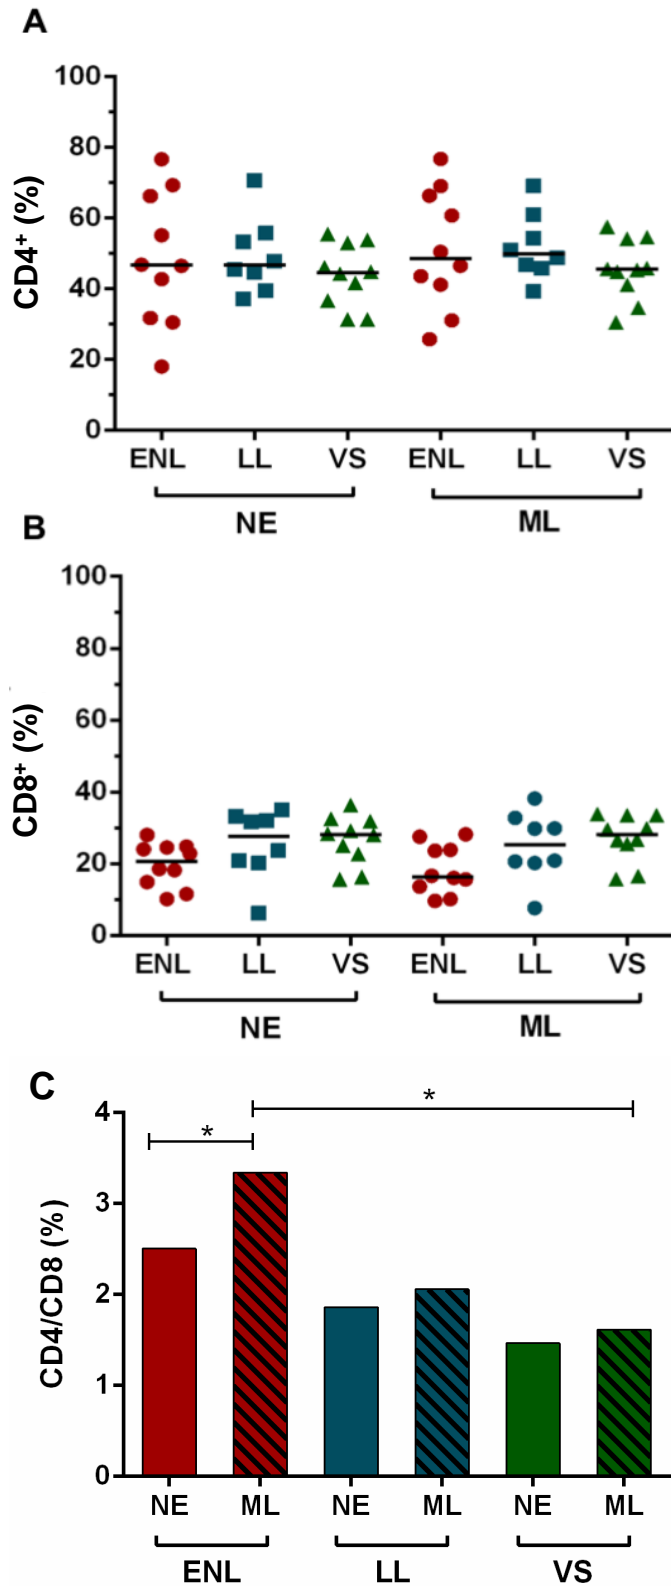 A
100
80
60
40
20
0
CD4⁺ (%)
ENL LL VS ENL LL VS
NE ML
B
100
80
60
40
20
0
CD8⁺ (%)
ENL LL VS ENL LL VS
NE ML
C
4
3
2
1
0
CD4/CD8 (%)
* *
NE ML NE ML NE ML
ENL LL VS